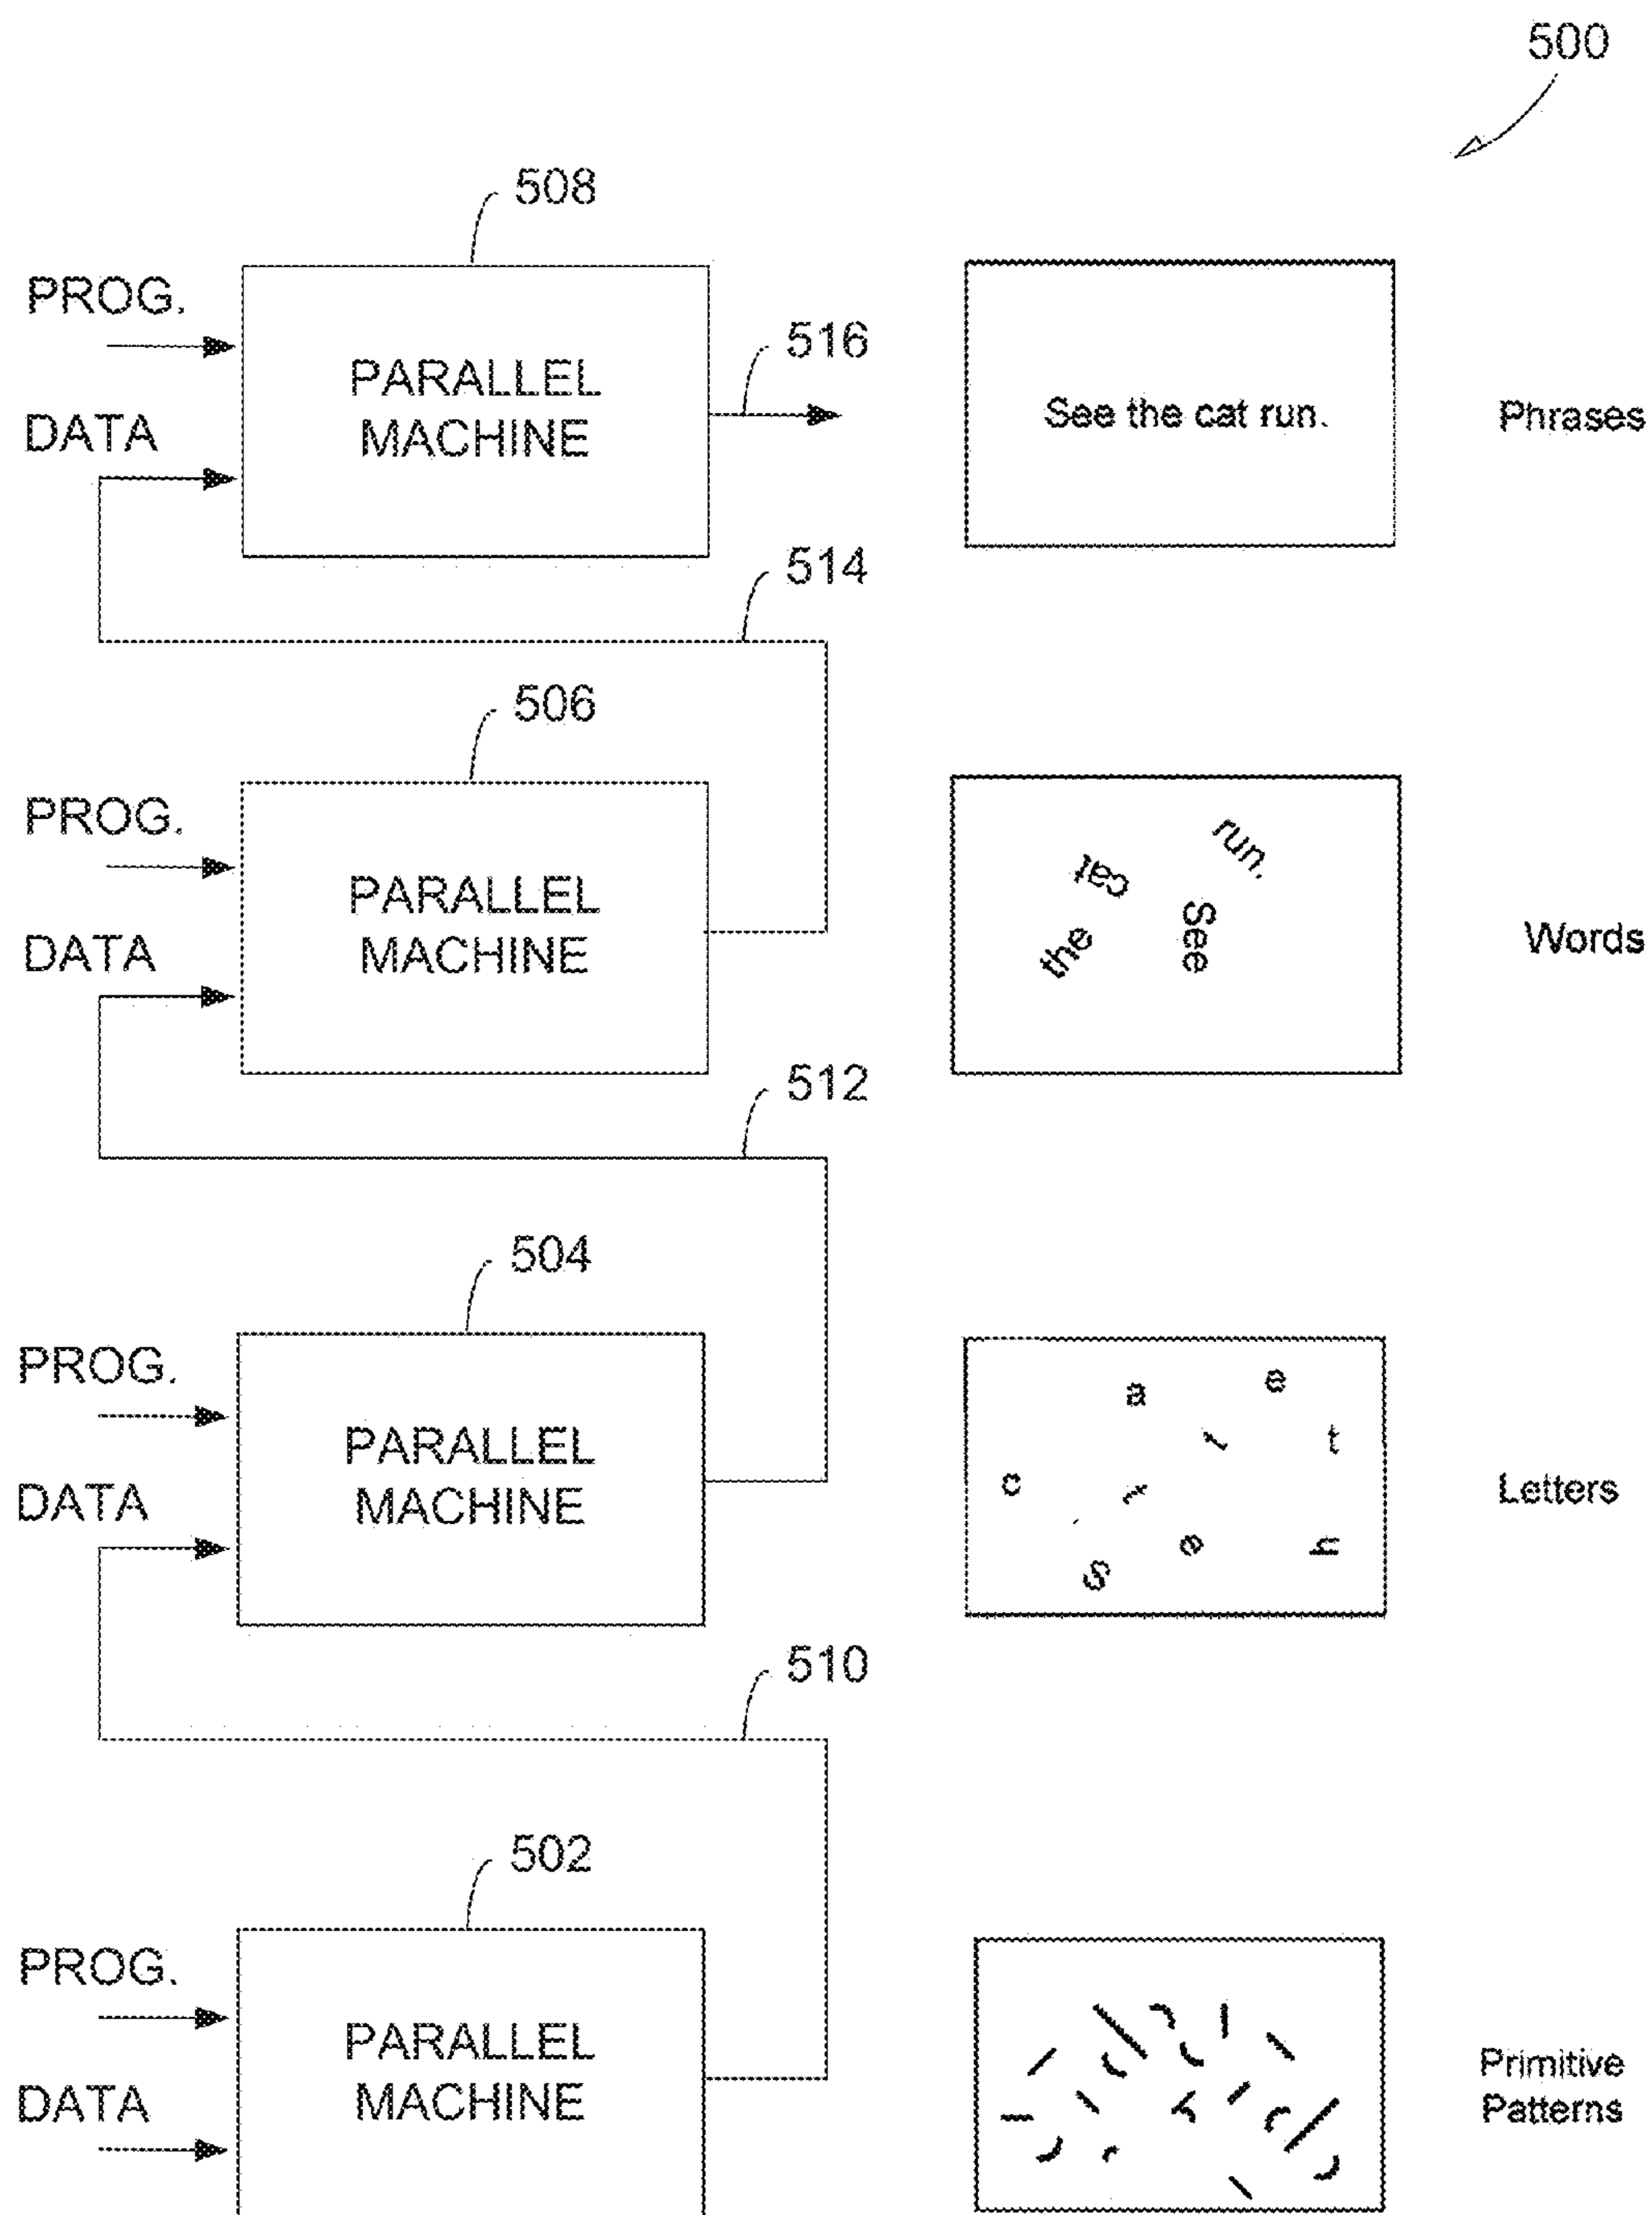 500
508
PROG.
PARALLEL
MACHINE
516
DATA
See the cat run.
Phrases
514
506
PROG.
PARALLEL
MACHINE
DATA
run.
cat
the
See
Words
512
504
PROG.
PARALLEL
MACHINE
DATA
a
e
t
t
c
r
e
h
S
Letters
510
502
PROG.
PARALLEL
MACHINE
DATA
Primitive
Patterns